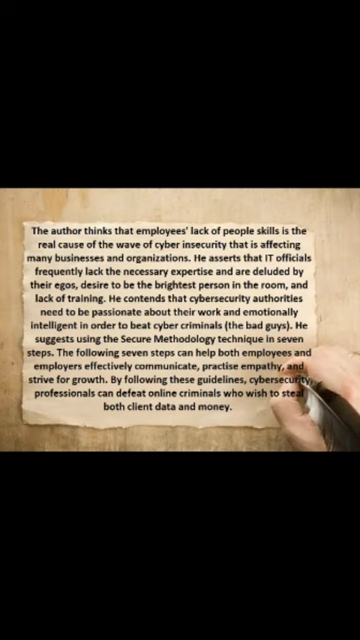 The author thinks that employees' lack of people skills is the
real cause of the wave of cyber insecurity that is affecting
many businesses and organizations. He asserts that IT officials
frequently lack the necessary expertise and are deluded by
their egos, desire to be the brightest person in the room, and
lack of training. He contends that cybersecurity authorities
need to be passionate about their work and emotionally
intelligent in order to beat cyber criminals (the bad guys). He
suggests using the Secure Methodology technique in seven
steps. The following seven steps can help both employees and
employers effectively communicate, practise empathy, and
strive for growth. By following these guidelines, cybersecurity
professionals can defeat online criminals who wish to steal
both client data and money.